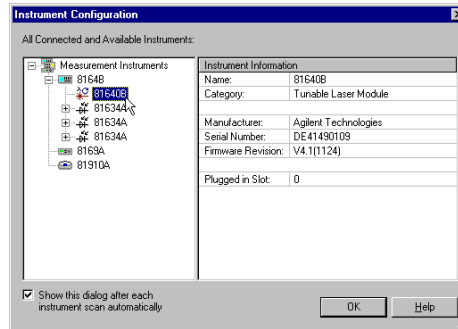 Instrument Configuration
All Connected and Available Instruments:
Measurement Instruments
8164B
81640B
81634A
81634A
81634A
8169A
81910A
Instrument Information
Name: 81640B
Category: Tunable Laser Module
Manufacturer: Agilent Technologies
Serial Number: DE41490109
Firmware Revision: V4.1(1124)
Plugged in Slot: 0
Show this dialog after each
instrument scan automatically
OK
Help